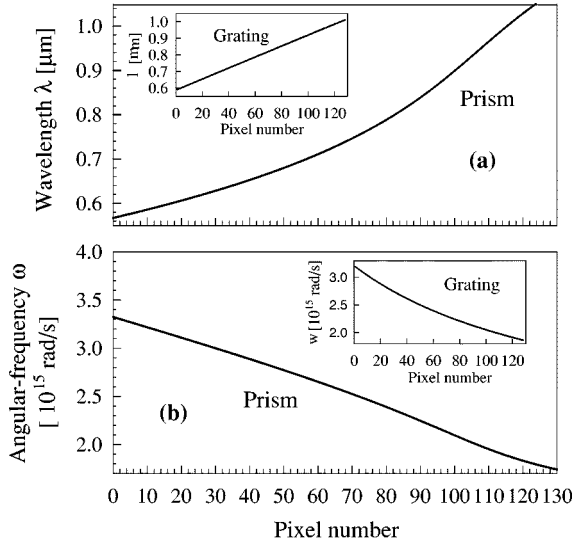 Wavelength λ [μm]
1.0
0.9
0.8
0.7
0.6
l [mm]
1.0
0.9
0.8
0.7
0.6
Grating
0 20 40 60 80 100 120
Pixel number
Prism
(a)
Angular-frequency ω
[ 10¹⁵ rad/s]
4.0
3.5
3.0
2.5
2.0
w [10¹⁵ rad/s]
3.0
2.5
2.0
Grating
0 20 40 60 80 100 120
Pixel number
(b)
Prism
0 10 20 30 40 50 60 70 80 90 100 110 120 130
Pixel number